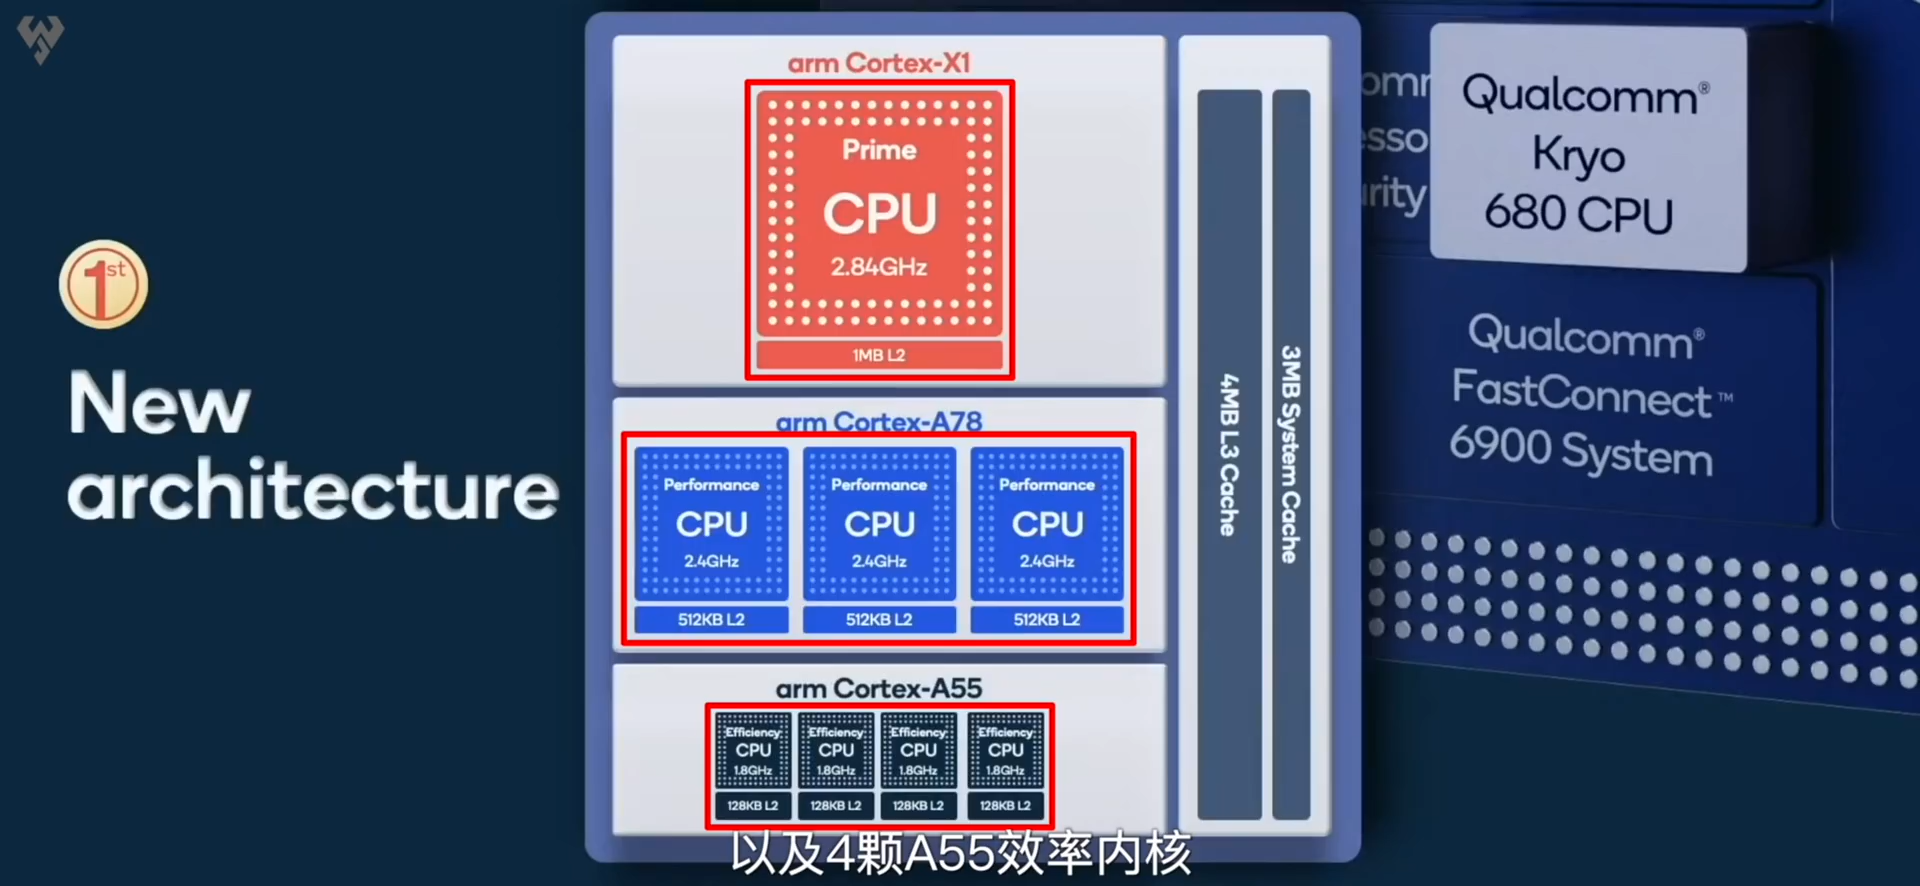 1st
New
architecture
arm Cortex-X1
Prime
CPU
2.84GHz
1MB L2
arm Cortex-A78
Performance
CPU
2.4GHz
512KB L2
Performance
CPU
2.4GHz
512KB L2
Performance
CPU
2.4GHz
512KB L2
arm Cortex-A55
Efficiency
CPU
1.8GHz
128KB L2
Efficiency
CPU
1.8GHz
128KB L2
Efficiency
CPU
1.8GHz
128KB L2
Efficiency
CPU
1.8GHz
128KB L2
4MB L3 Cache
3MB System Cache
Qualcomm®
Kryo
680 CPU
Qualcomm®
FastConnect™
6900 System
以及4颗A55效率内核